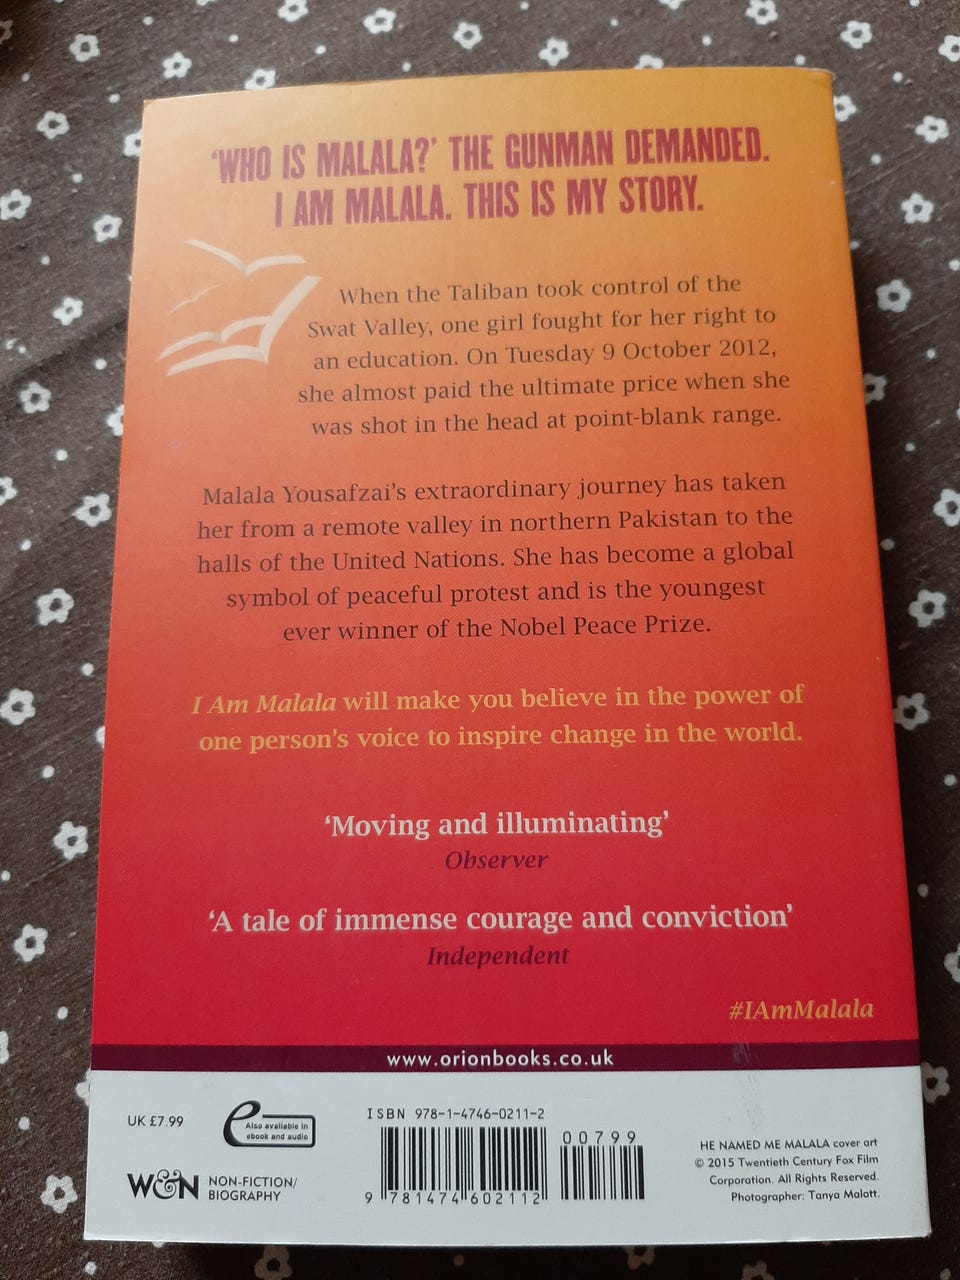 ‘WHO IS MALALA?’ THE GUNMAN DEMANDED.
I AM MALALA. THIS IS MY STORY.
When the Taliban took control of the
Swat Valley, one girl fought for her right to
an education. On Tuesday 9 October 2012,
she almost paid the ultimate price when she
was shot in the head at point-blank range.
Malala Yousafzai’s extraordinary journey has taken
her from a remote valley in northern Pakistan to the
halls of the United Nations. She has become a global
symbol of peaceful protest and is the youngest
ever winner of the Nobel Peace Prize.
I Am Malala will make you believe in the power of
one person’s voice to inspire change in the world.
‘Moving and illuminating’
Observer
‘A tale of immense courage and conviction’
Independent
#IAmMalala
www.orionbooks.co.uk
UK £7.99
e
Also available in
ebook and audio
W&N
NON-FICTION/
BIOGRAPHY
ISBN 978-1-4746-0211-2
00799
9 781474 602112
HE NAMED ME MALALA cover art
© 2015 Twentieth Century Fox Film
Corporation. All Rights Reserved.
Photographer: Tanya Malott.